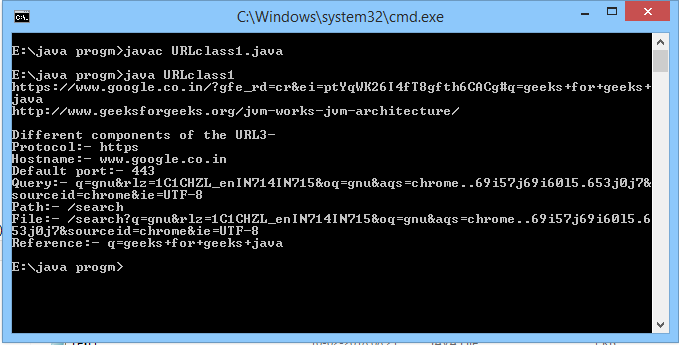 C:\Windows\system32\cmd.exe
E:\java progm>javac URLclass1.java
E:\java progm>java URLclass1
https://www.google.co.in/?gfe_rd=cr&ei=ptYqWK26I4fT8gfth6CACg#q=geeks+for+geeks+
java
http://www.geeksforgeeks.org/jvm-works-jvm-architecture/
Different components of the URL3-
Protocol:- https
Hostname:- www.google.co.in
Default port:- 443
Query:- q=gnu&rlz=1C1CHZL_enIN714IN715&oq=gnu&aqs=chrome..69i57j69i60l5.653j0j7&
sourceid=chrome&ie=UTF-8
Path:- /search
File:- /search?q=gnu&rlz=1C1CHZL_enIN714IN715&oq=gnu&aqs=chrome..69i57j69i60l5.6
53j0j7&sourceid=chrome&ie=UTF-8
Reference:- q=geeks+for+geeks+java
E:\java progm>